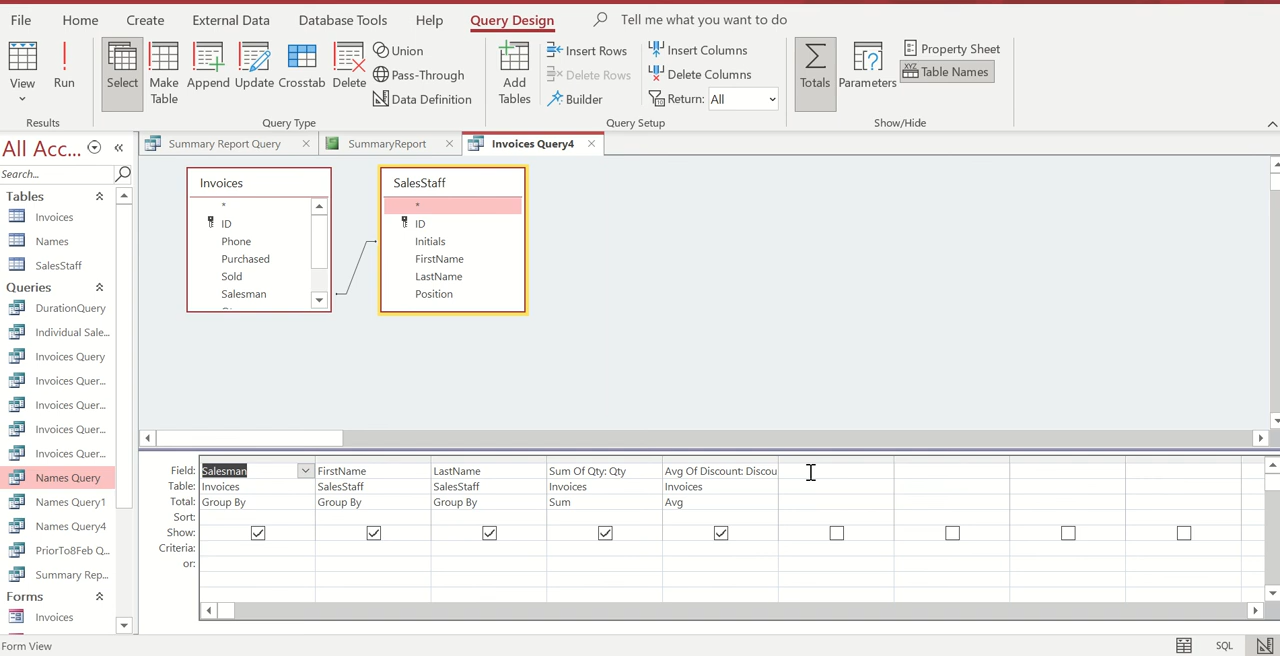 File Home Create External Data Database Tools Help Query Design Tell me what you want to do
View Run Select Make Table Append Update Crosstab Delete Union Pass-Through Data Definition Add Tables Insert Rows Delete Rows Builder Insert Columns Delete Columns Return: All Totals Parameters Property Sheet XYZ Table Names
Results Query Type Query Setup Show/Hide
All Acc... Summary Report Query SummaryReport Invoices Query4
Search...
Tables
Invoices
Names
SalesStaff
Queries
DurationQuery
Individual Sale...
Invoices Query
Invoices Quer...
Invoices Quer...
Invoices Quer...
Invoices Quer...
Names Query
Names Query1
Names Query4
PriorTo8Feb Q...
Summary Rep...
Forms
Invoices
Invoices
*
ID
Phone
Purchased
Sold
Salesman
SalesStaff
*
ID
Initials
FirstName
LastName
Position
Field: Salesman FirstName LastName Sum Of Qty: Qty Avg Of Discount: Discou
Table: Invoices SalesStaff SalesStaff Invoices Invoices
Total: Group By Group By Group By Sum Avg
Sort:
Show:
Criteria:
or:
Form View SQL